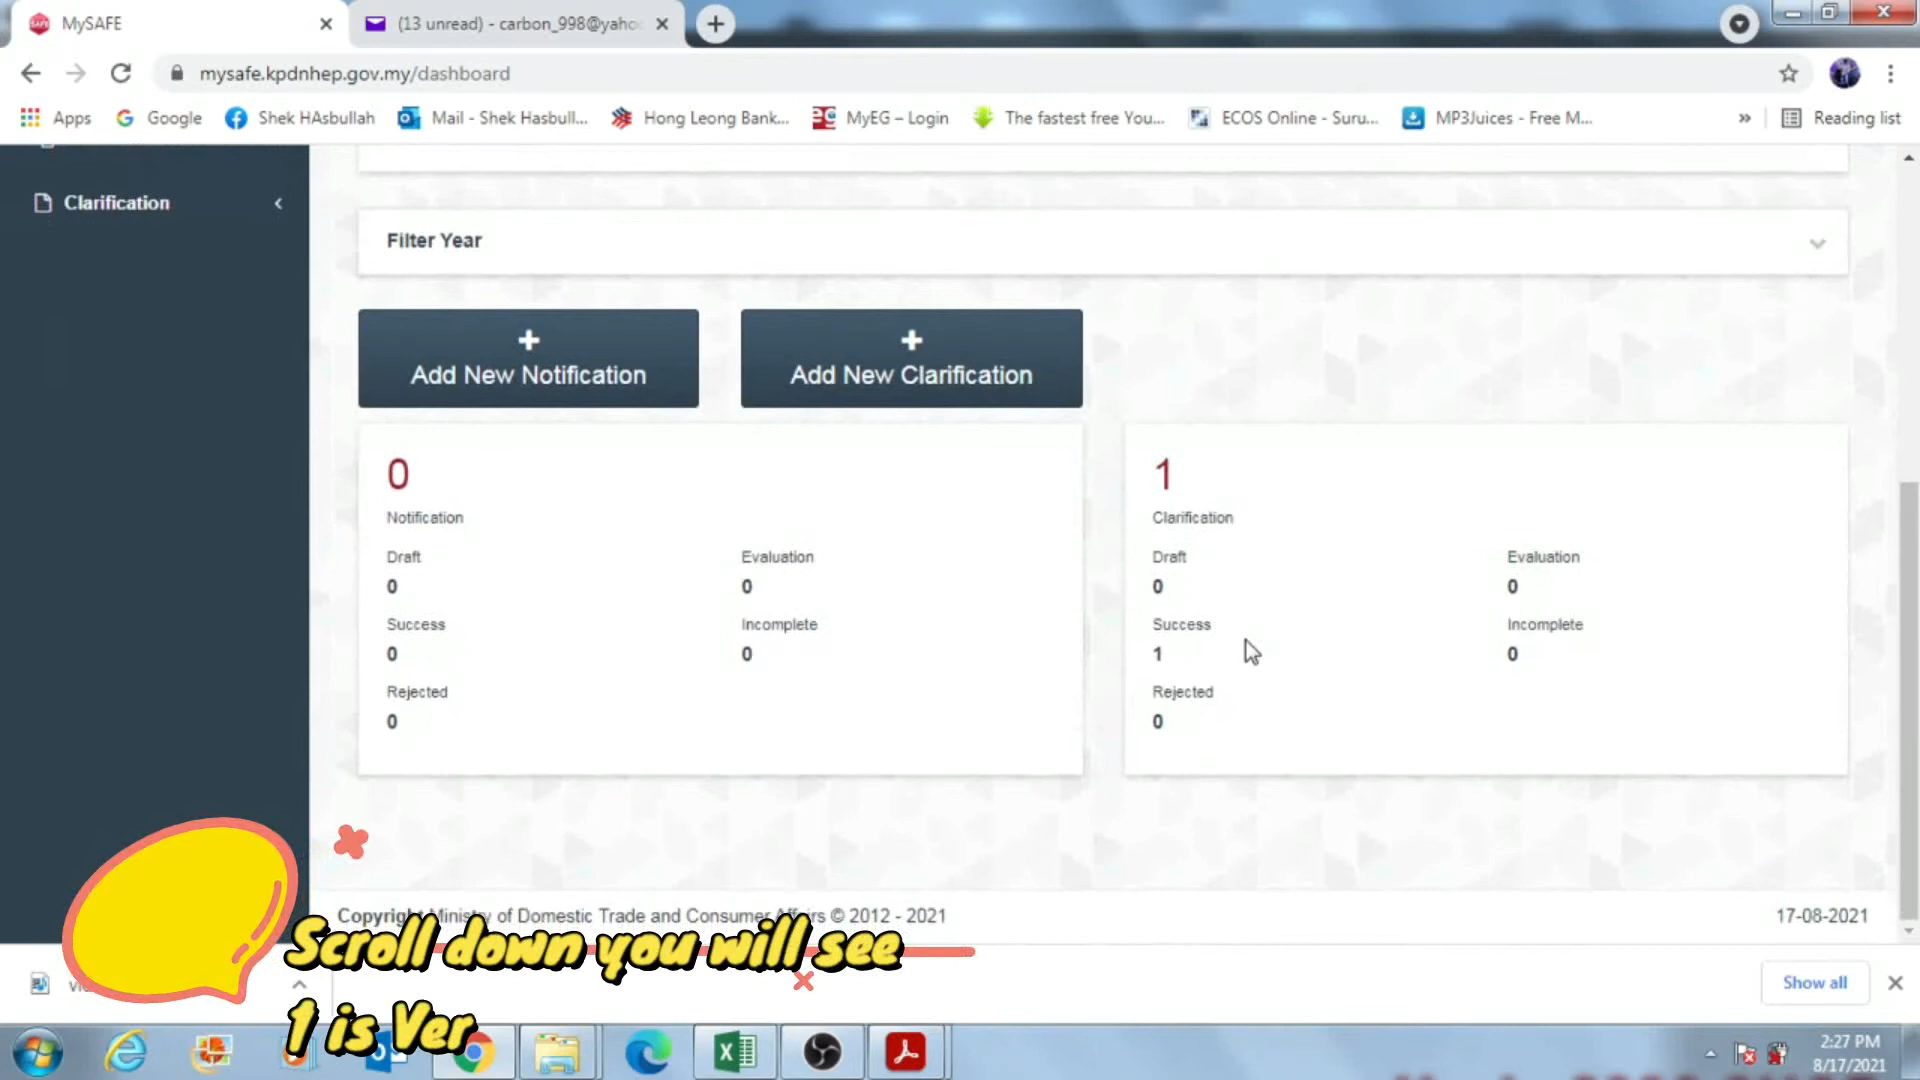 MySAFE
(13 unread) - carbon_998@yaho
mysafe.kpdnhep.gov.my/dashboard
Apps
Google
Shek HAsbullah
Mail - Shek Hasbull...
Hong Leong Bank...
MyEG – Login
The fastest free You...
ECOS Online - Suru...
MP3Juices - Free M...
»
Reading list
Clarification
Filter Year
Add New Notification
Add New Clarification
0
Notification
Draft
0
Evaluation
0
Success
0
Incomplete
0
Rejected
0
1
Clarification
Draft
0
Evaluation
0
Success
1
Incomplete
0
Rejected
0
Copyright Ministry of Domestic Trade and Consumer Affairs © 2012 - 2021
17-08-2021
Scroll down you will see
1 is Ver
Show all
2:27 PM
8/17/2021